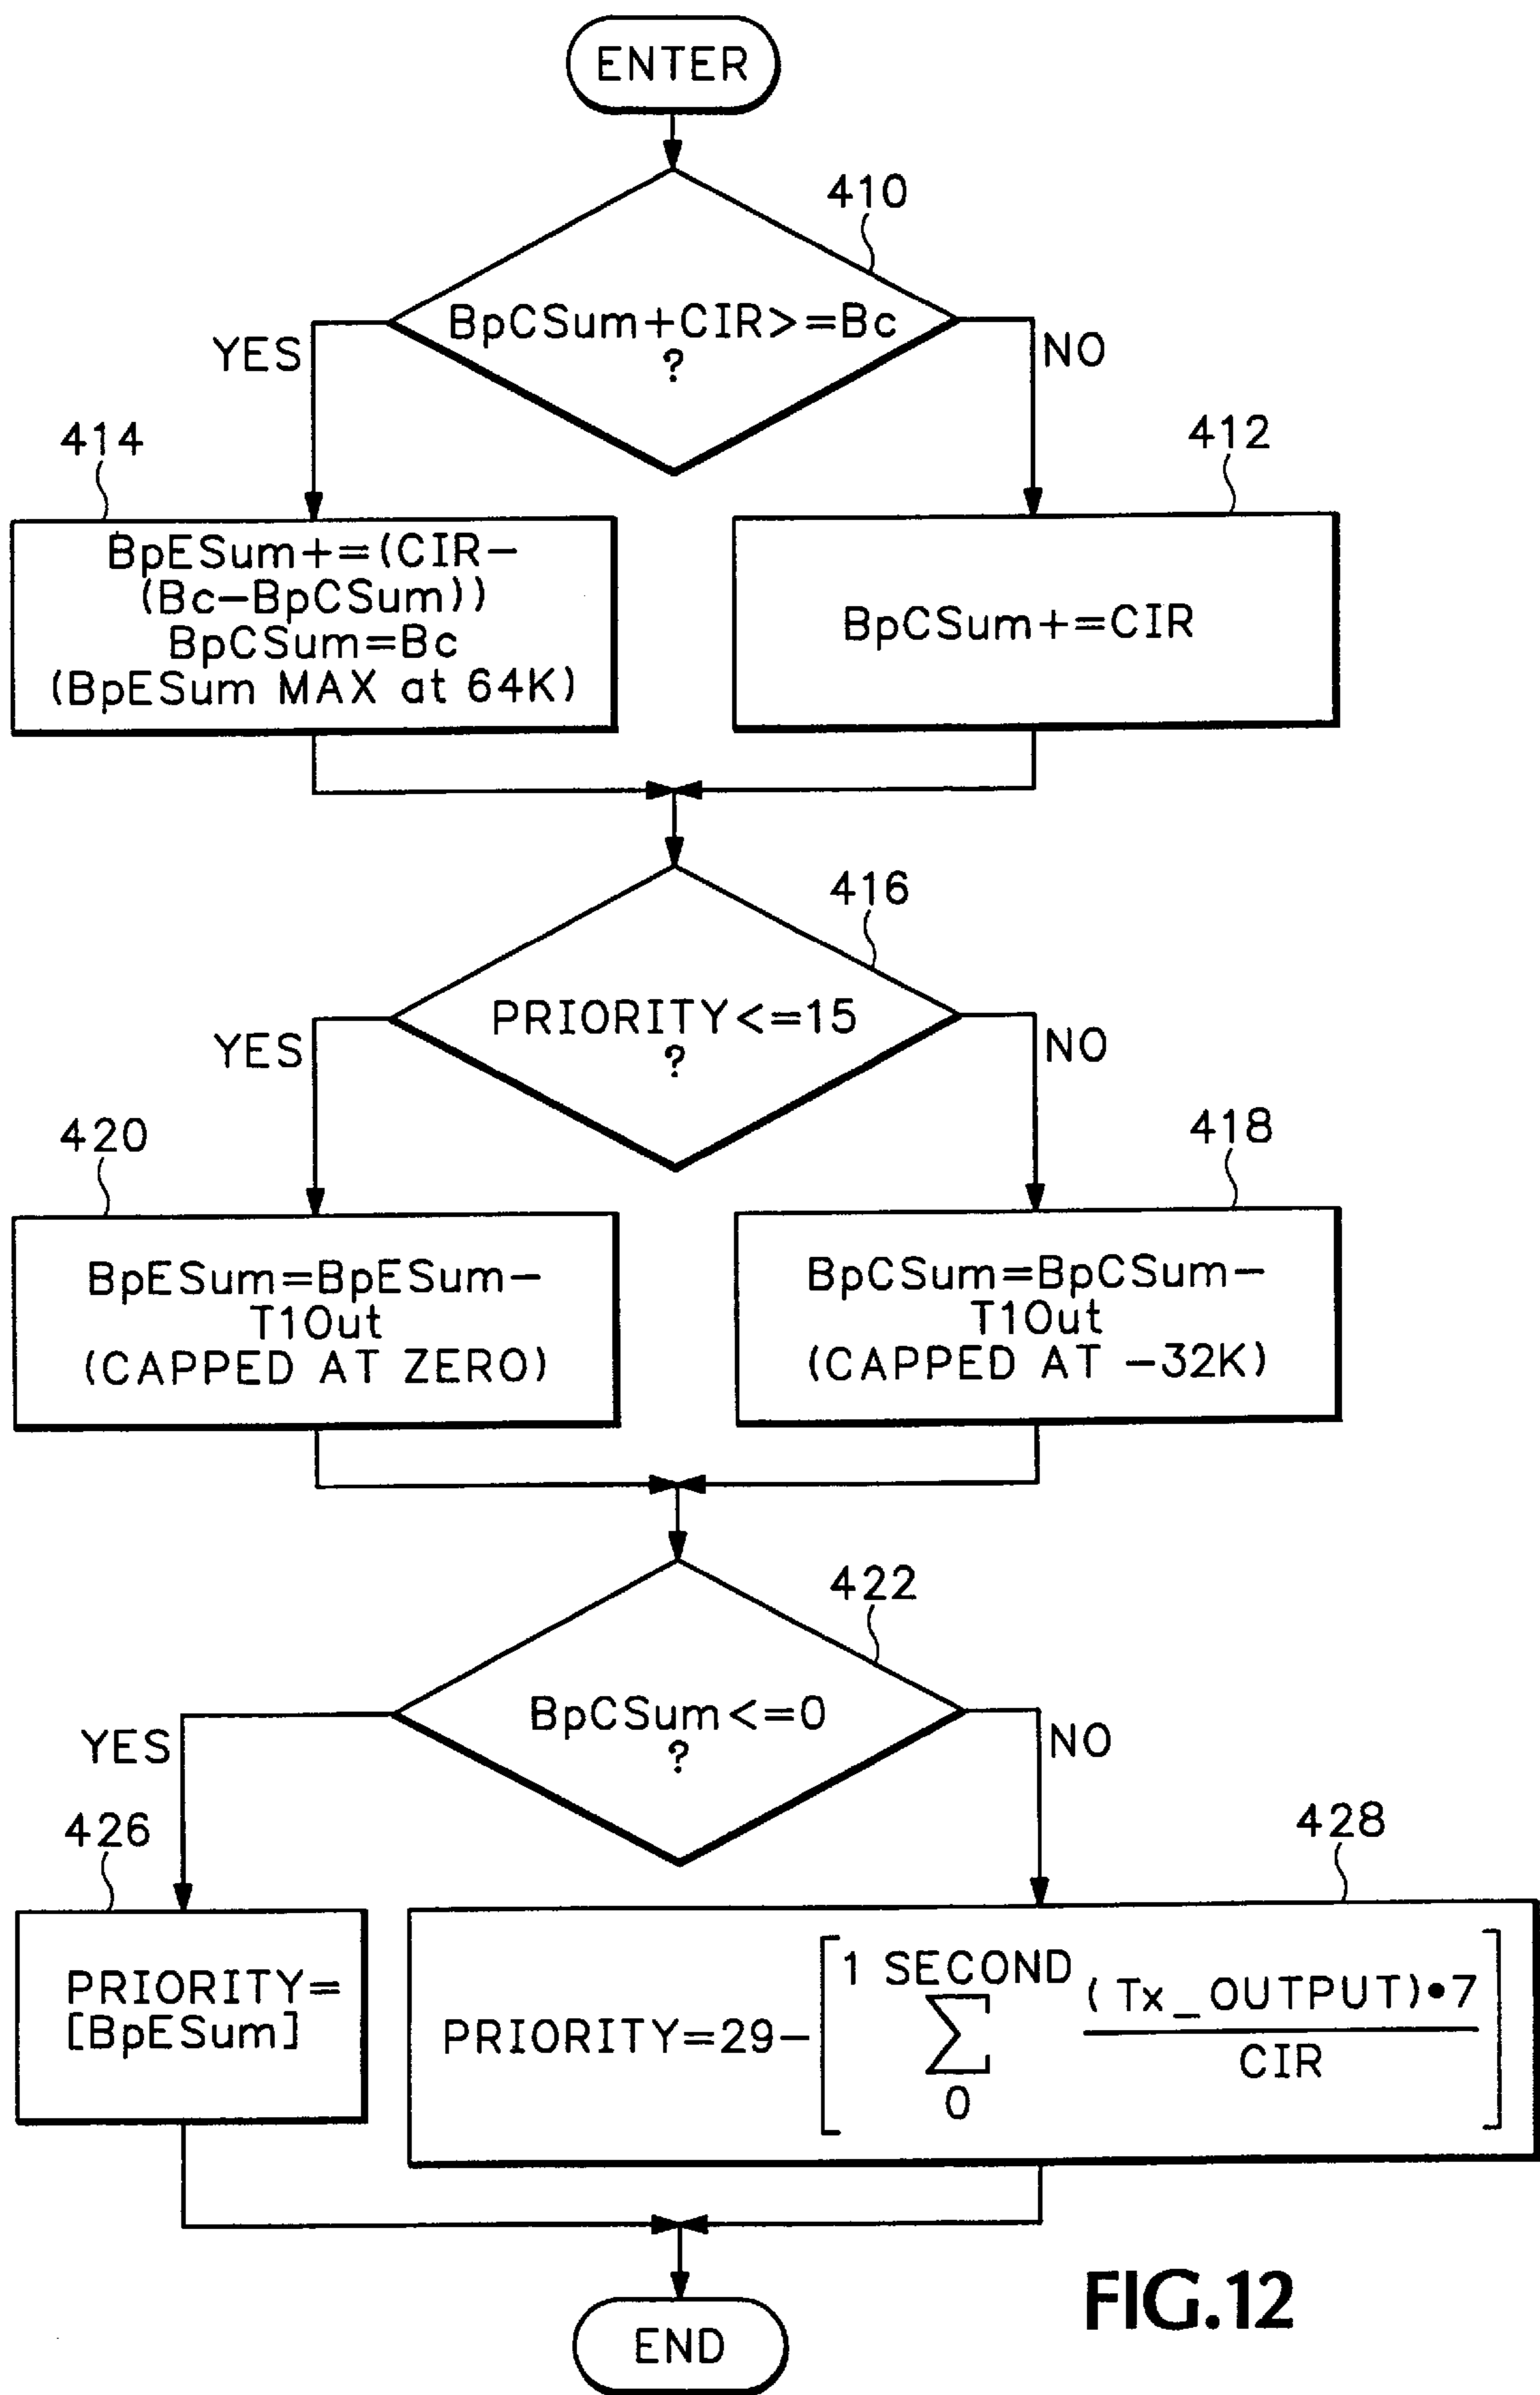 ENTER
410
BpCSum+CIR>=Bc
?
YES
NO
414
412
BpESum+=(CIR-
(Bc-BpCSum))
BpCSum=Bc
(BpESum MAX at 64K)
BpCSum+=CIR
416
PRIORITY<=15
?
YES
NO
420
418
BpESum=BpESum-
T1Out
(CAPPED AT ZERO)
BpCSum=BpCSum-
T1Out
(CAPPED AT -32K)
422
BpCSum<=0
?
YES
NO
426
428
PRIORITY=
[BpESum]
1 SECOND
PRIORITY=29-[∑ (Tx_OUTPUT)•7
CIR]
0
END
FIG.12